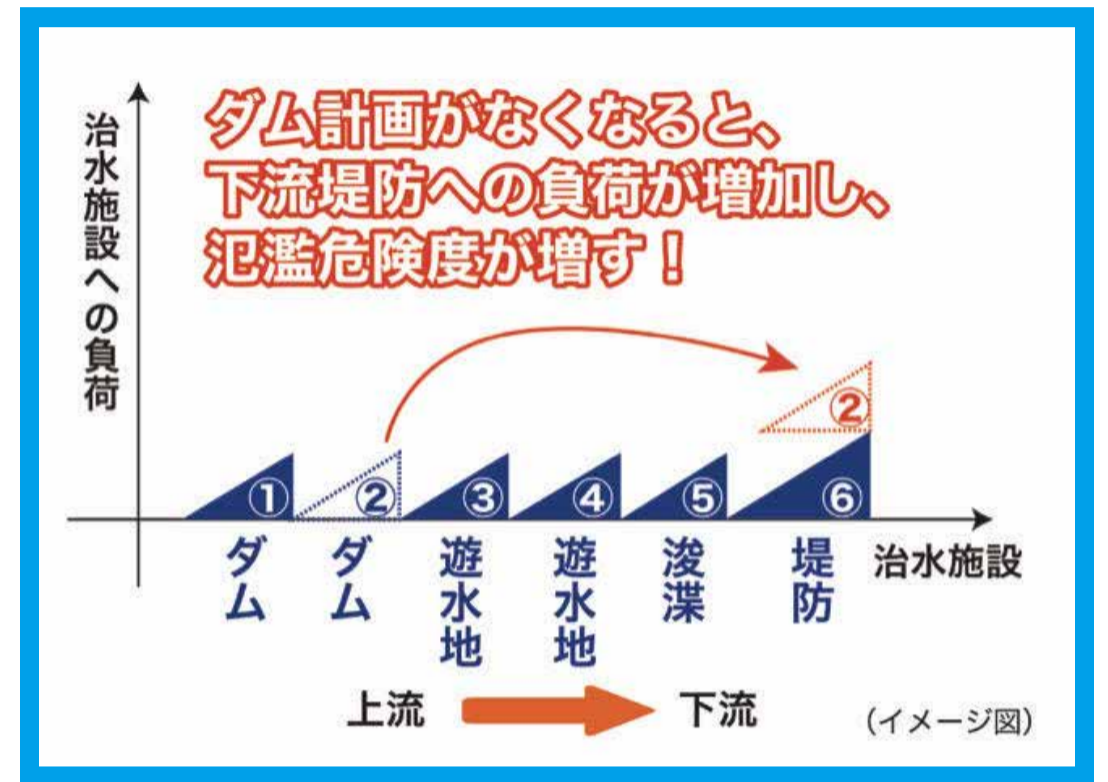 ダム計画がなくなると、
下流堤防への負荷が増加し、
氾濫危険度が増す！
治水施設への負荷
②
① ② ③ ④ ⑤ ⑥
ダム ダム 遊水地 遊水地 浚渫 堤防 治水施設
上流 下流 （イメージ図）